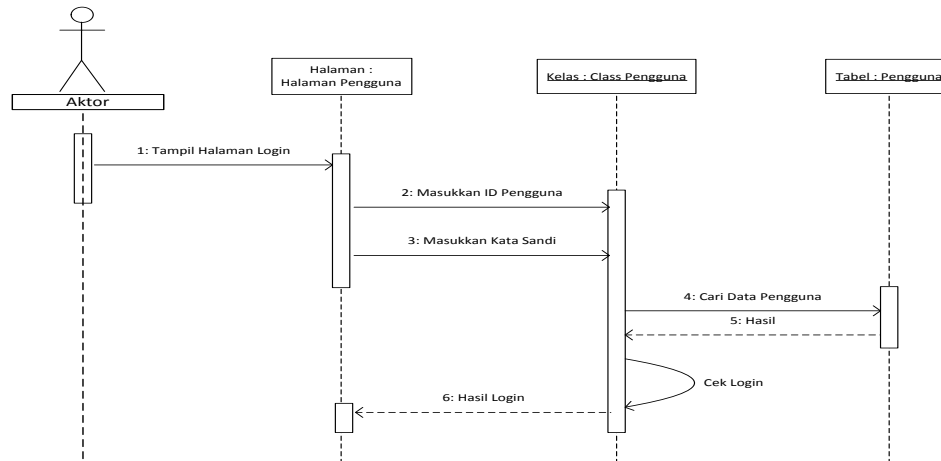 Halaman :
Halaman Pengguna
Kelas : Class Pengguna
Tabel : Pengguna
Aktor
1: Tampil Halaman Login
2: Masukkan ID Pengguna
3: Masukkan Kata Sandi
4: Cari Data Pengguna
5: Hasil
Cek Login
6: Hasil Login